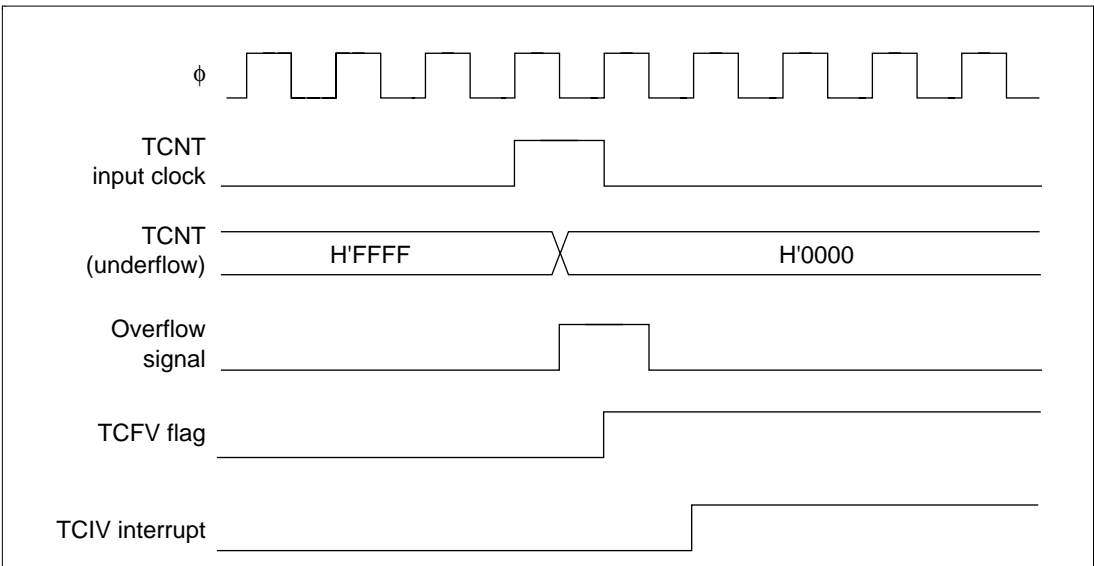 ϕ
TCNT
input clock
TCNT
(underflow)
H'FFFF
H'0000
Overflow
signal
TCFV flag
TCIV interrupt